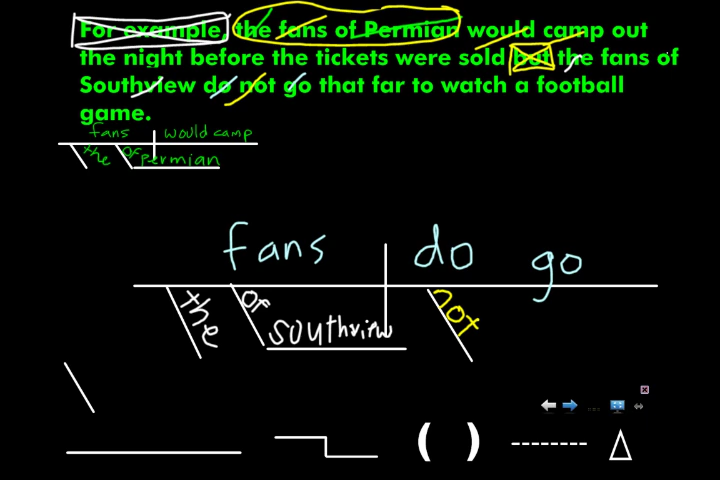 For example, the fans of Permian would camp out
the night before the tickets were sold but the fans of
Southview do not go that far to watch a football
game.
fans would camp
the of permian
fans do go
the of southview not
( )